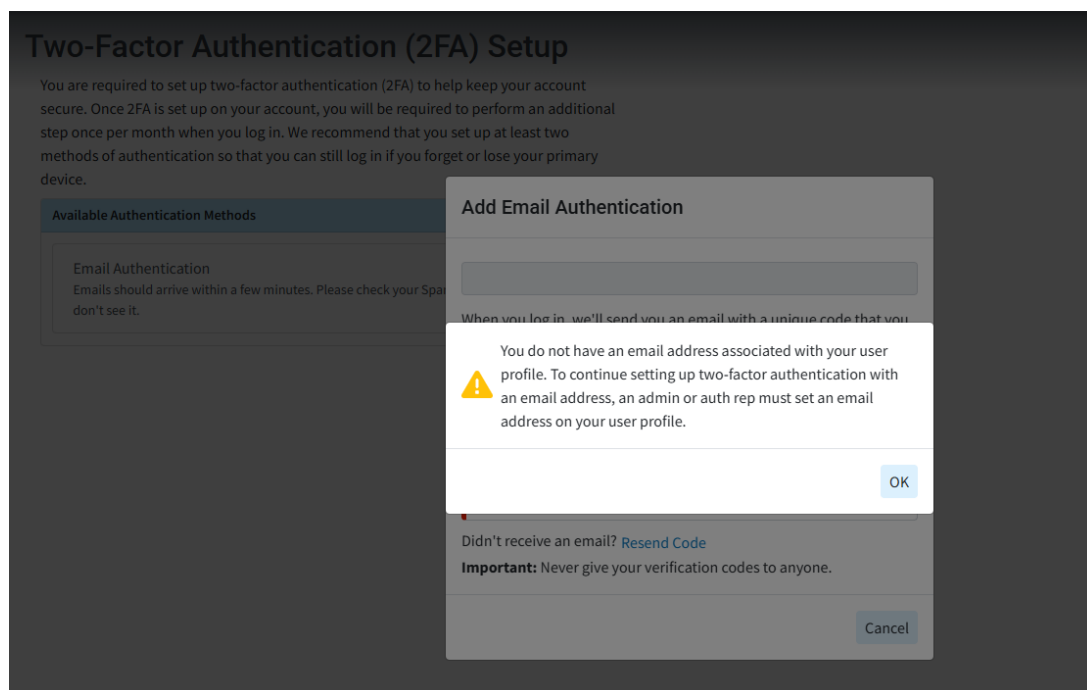 Two-Factor Authentication (2FA) Setup
You are required to set up two-factor authentication (2FA) to help keep your account
secure. Once 2FA is set up on your account, you will be required to perform an additional
step once per month when you log in. We recommend that you set up at least two
methods of authentication so that you can still log in if you forget or lose your primary
device.
Available Authentication Methods
Email Authentication
Emails should arrive within a few minutes. Please check your Spa
don't see it.
Add Email Authentication
When you log in, we'll send you an email with a unique code that you
You do not have an email address associated with your user
profile. To continue setting up two-factor authentication with
an email address, an admin or auth rep must set an email
address on your user profile.
OK
Didn't receive an email? Resend Code
Important: Never give your verification codes to anyone.
Cancel